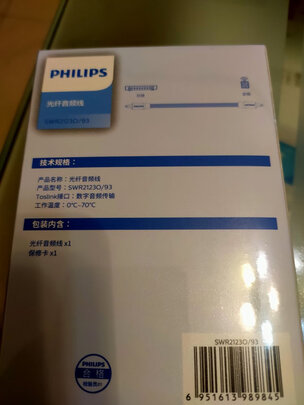 PHILIPS
光纤音频线
SWR2123O/93
技术规格：
产品名称：光纤音频线
产品型号：SWR2123O/93
Toslink接口：数字音频传输
工作温度：0℃-70℃
包装内含：
光纤音频线 x1
保修卡 x1
PHILIPS
合格
SWR2123O/93
6 951613 989845